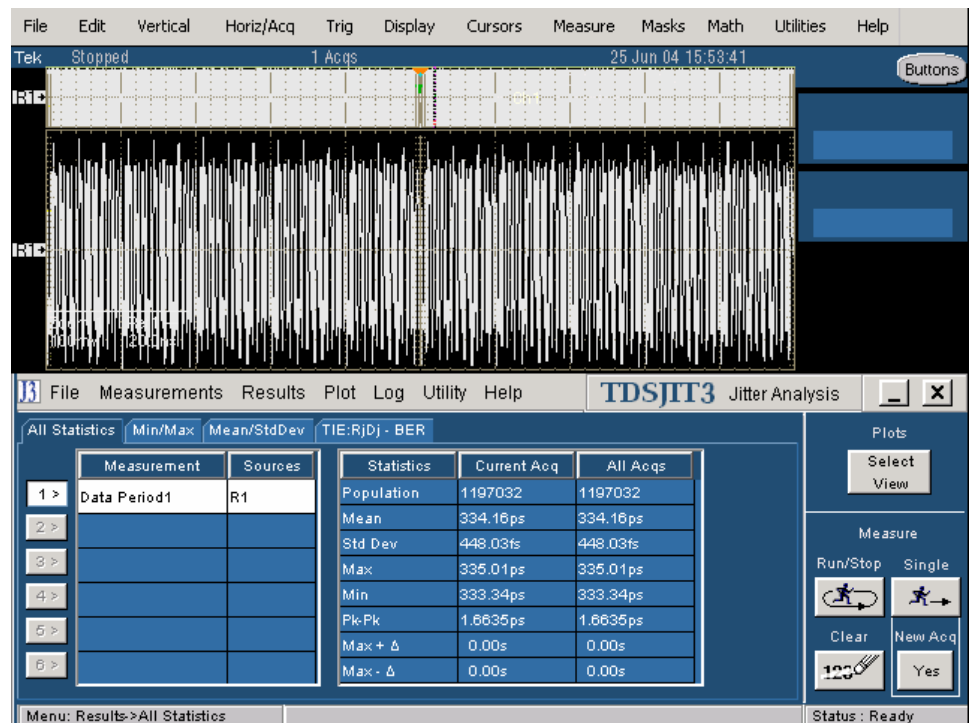 File Edit Vertical Horiz/Acq Trig Display Cursors Measure Masks Math Utilities Help
Tek Stopped 1 Acqs 25 Jun 04 15:53:41
Buttons
R1
R1
J3 File Measurements Results Plot Log Utility Help TDSJIT3 Jitter Analysis
All Statistics Min/Max Mean/StdDev TIE:RjDj - BER
Plots
Select View
Measurement Sources
1 > Data Period1 R1
2 >
3 >
4 >
5 >
6 >
Statistics Current Acq All Acqs
Population 1197032 1197032
Mean 334.16ps 334.16ps
Std Dev 448.03fs 448.03fs
Max 335.01ps 335.01ps
Min 333.34ps 333.34ps
Pk-Pk 1.6635ps 1.6635ps
Max + Δ 0.00s 0.00s
Max - Δ 0.00s 0.00s
Measure
Run/Stop Single
Clear New Acq
123 Yes
Menu: Results->All Statistics Status : Ready